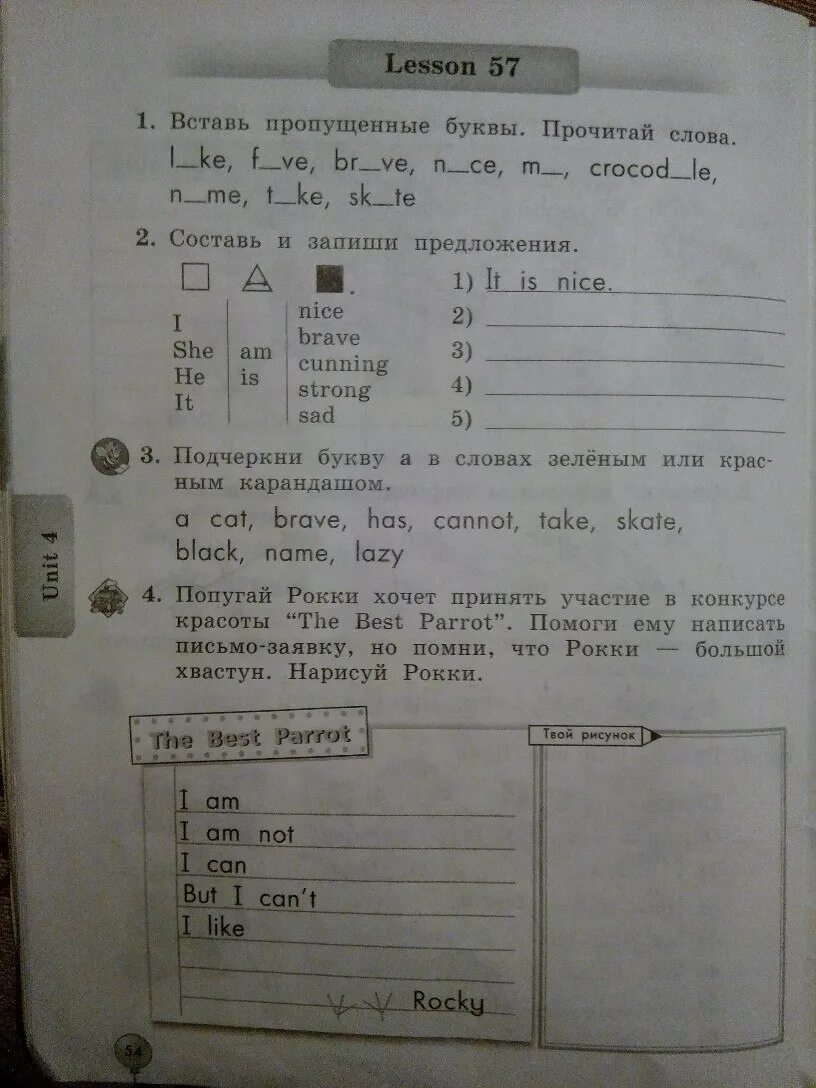 Lesson 57
1. Вставь пропущенные буквы. Прочитай слова.
l_ke, f_ve, br_ve, n_ce, m_, crocod_le,
n_me, t_ke, sk_te
2. Составь и запиши предложения.
I
She
He
It
am
is
nice
brave
cunning
strong
sad
1) It is nice.
2)
3)
4)
5)
3. Подчеркни букву a в словах зелёным или крас-
ным карандашом.
a cat, brave, has, cannot, take, skate,
black, name, lazy
Unit 4
4. Попугай Рокки хочет принять участие в конкурсе
красоты "The Best Parrot". Помоги ему написать
письмо-заявку, но помни, что Рокки — большой
хвастун. Нарисуй Рокки.
The Best Parrot
I am
I am not
I can
But I can't
I like
Rocky
Твой рисунок
54